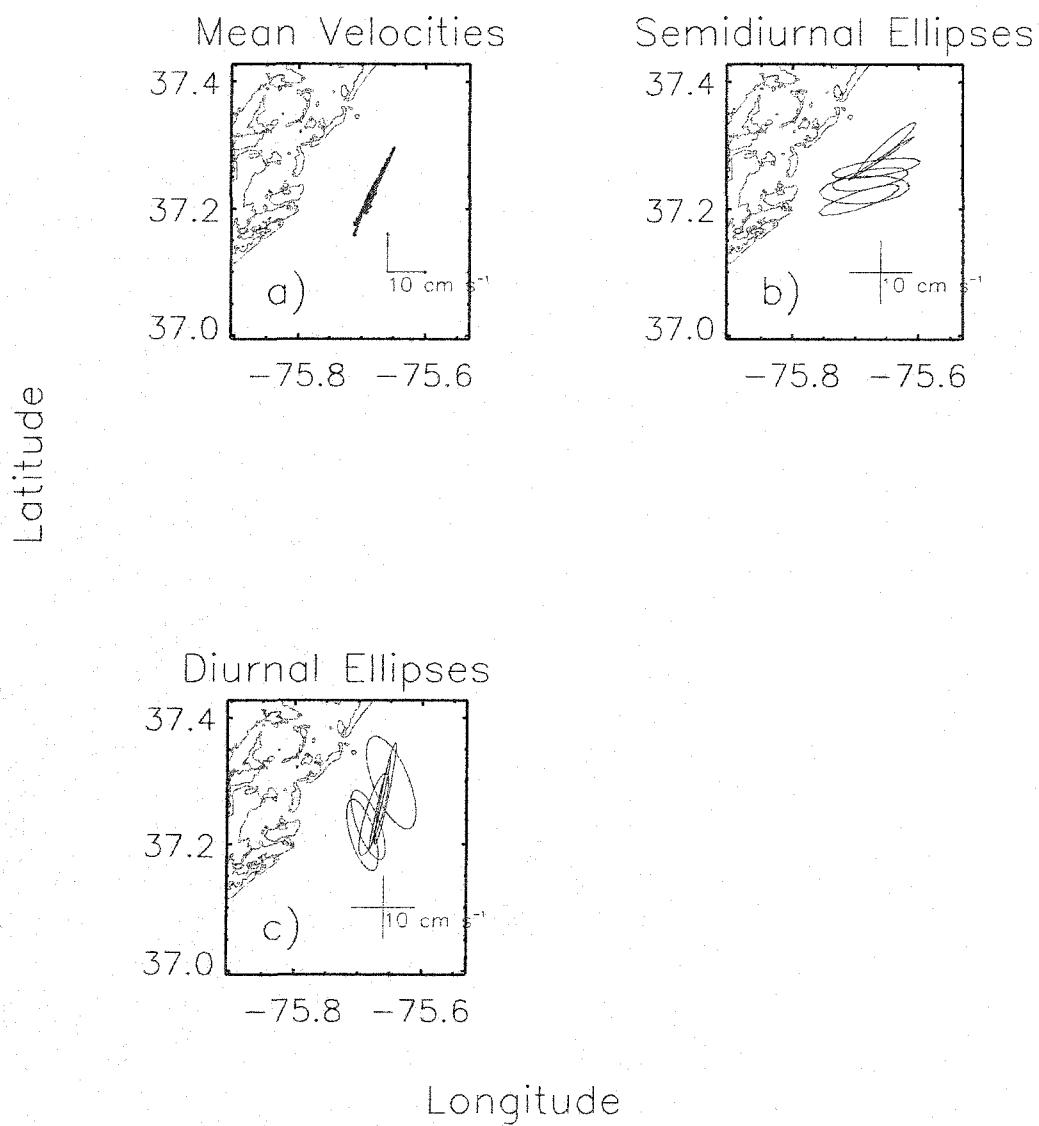 Mean Velocities
37.4
37.2
37.0
10 cm s⁻¹
a)
−75.8 −75.6
Semidiurnal Ellipses
37.4
37.2
37.0
10 cm s⁻¹
b)
−75.8 −75.6
Latitude
Diurnal Ellipses
37.4
37.2
37.0
10 cm s⁻¹
c)
−75.8 −75.6
Longitude